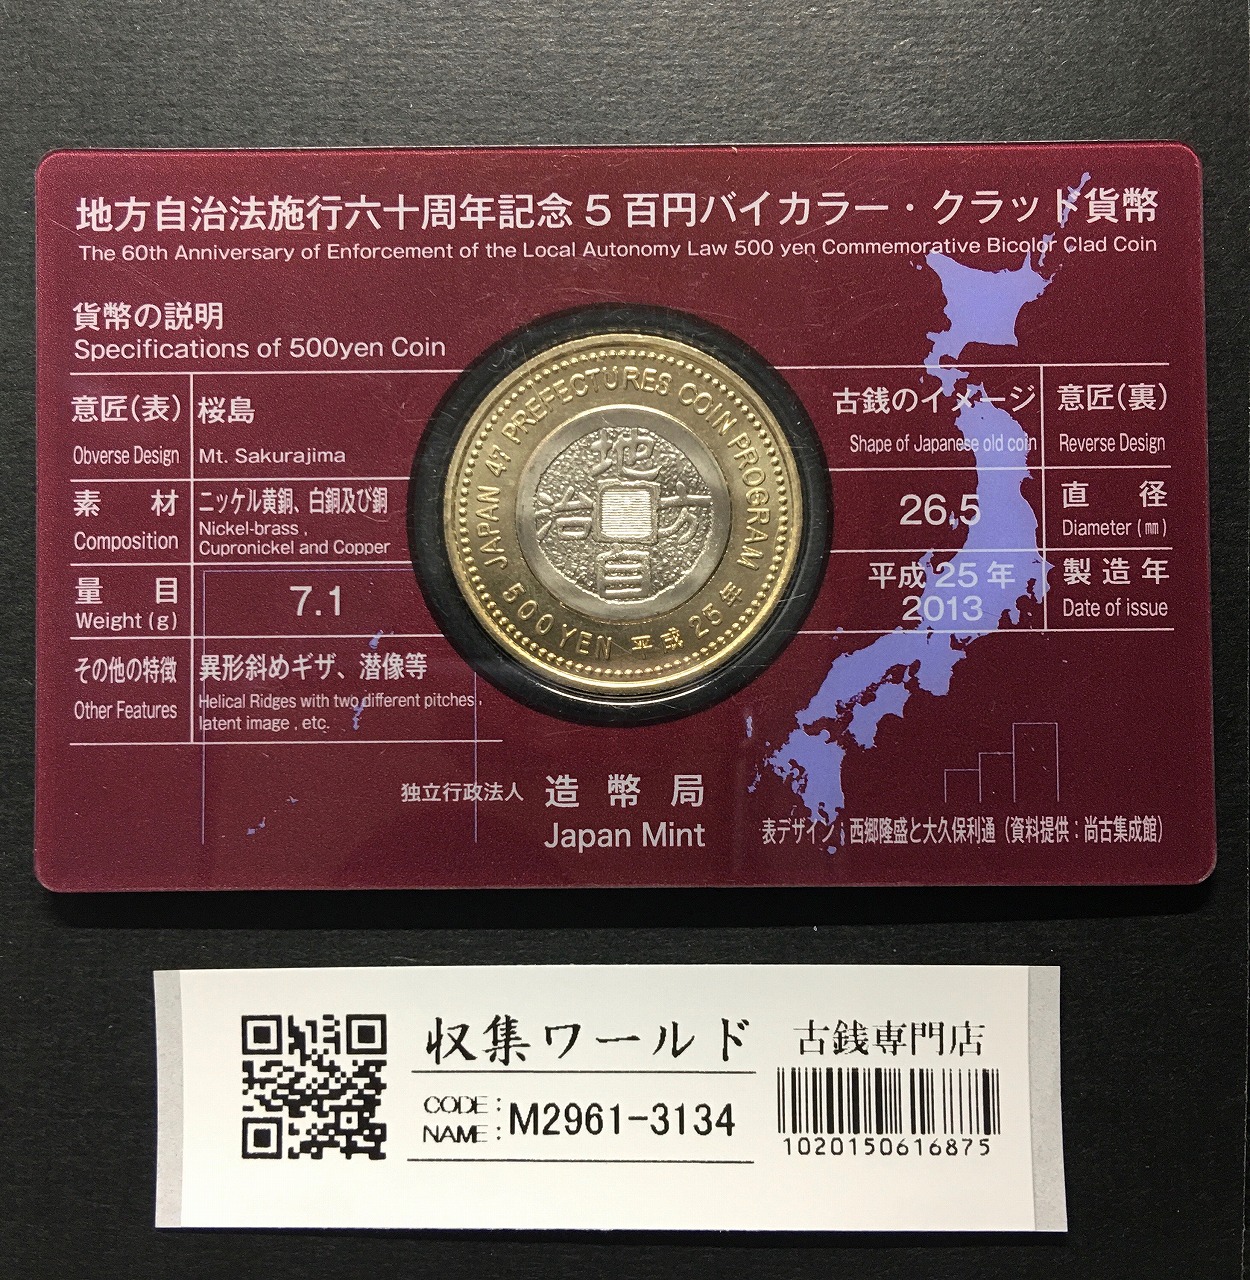 地方自治法施行六十周年記念5百円バイカラー・クラッド貨幣
The 60th Anniversary of Enforcement of the Local Autonomy Law 500 yen Commemorative Bicolor Clad Coin
貨幣の説明
Specifications of 500yen Coin
意匠(表) 桜島
Obverse Design Mt. Sakurajima
素材 ニッケル黄銅、白銅及び銅
Composition Nickel-brass , Cupronickel and Copper
量目 7.1
Weight (g)
その他の特徴 異形斜めギザ、潜像等
Other Features Helical Ridges with two different pitches , latent image , etc.
JAPAN 47 PREFECTURES COIN PROGRAM
地方自治
500 YEN 平成25年
古銭のイメージ 意匠(裏)
Shape of Japanese old coin Reverse Design
26.5 直径
Diameter (㎜)
平成25年 製造年
2013 Date of issue
独立行政法人 造幣局
Japan Mint
表デザイン:西郷隆盛と大久保利通(資料提供:尚古集成館)
収集ワールド 古銭専門店
CODE:
NAME: M2961-3134
1020150616875